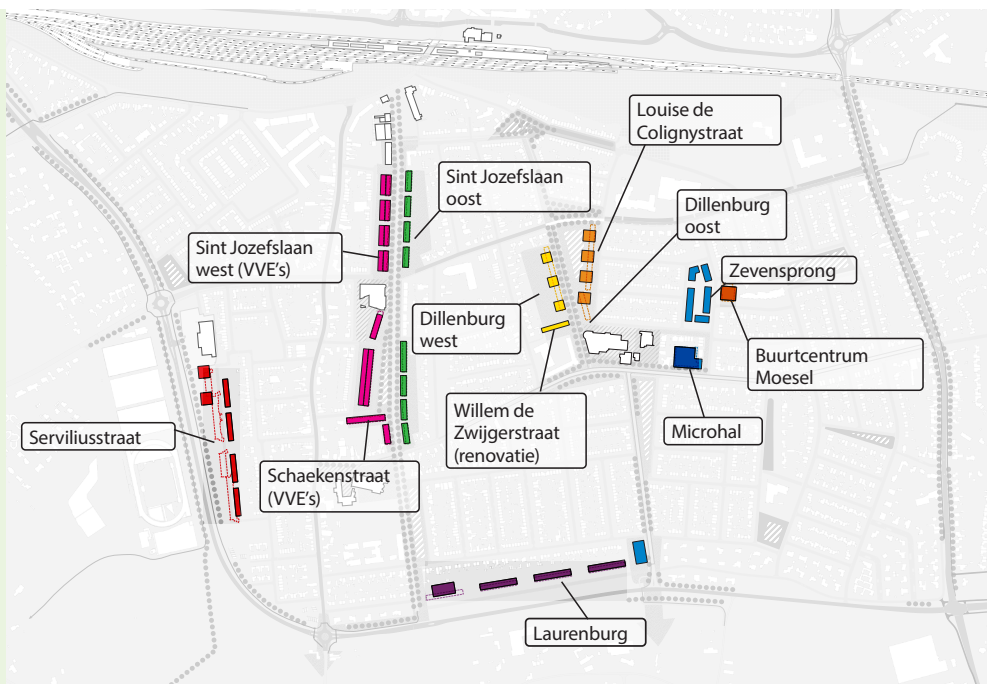 Louise de
Colignystraat
Sint Jozefslaan
oost
Dillenburg
oost
Sint Jozefslaan
west (VVE's)
Zevensprong
Dillenburg
west
Buurtcentrum
Moesel
Serviliusstraat
Willem de
Zwijgerstraat
(renovatie)
Microhal
Schaekenstraat
(VVE's)
Laurenburg